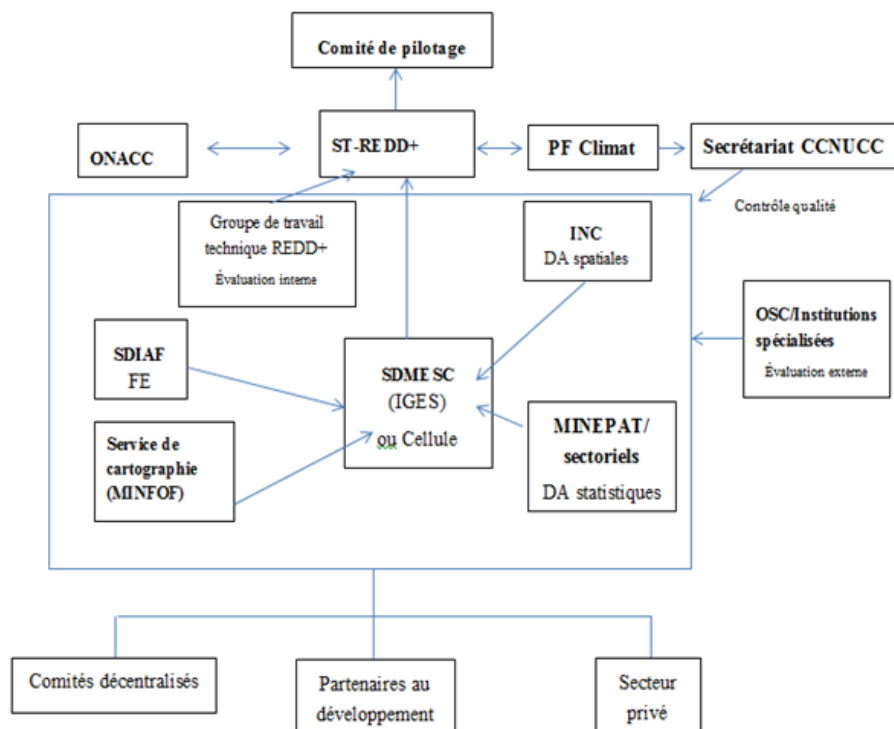 Comité de pilotage
ONACC
ST-REDD+
PF Climat
Secrétariat CCNUCC
Contrôle qualité
Groupe de travail
technique REDD+
Évaluation interne
INC
DA spatiales
OSC/Institutions
spécialisées
Évaluation externe
SDIAF
FE
SDMESC
(IGES)
ou Cellule
Service de
cartographie
(MINFOF)
MINEPAT/
sectoriels
DA statistiques
Comités décentralisés
Partenaires au
développement
Secteur
privé